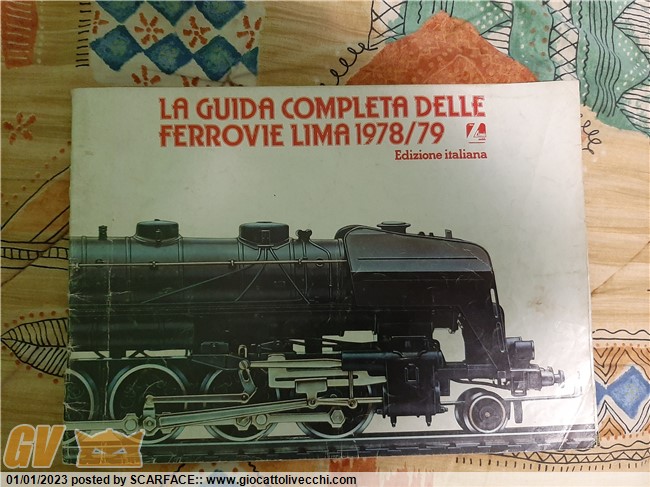 LA GUIDA COMPLETA DELLE
FERROVIE LIMA 1978/79
Edizione italiana
GV
01/01/2023 posted by SCARFACE:: www.giocattolivecchi.com